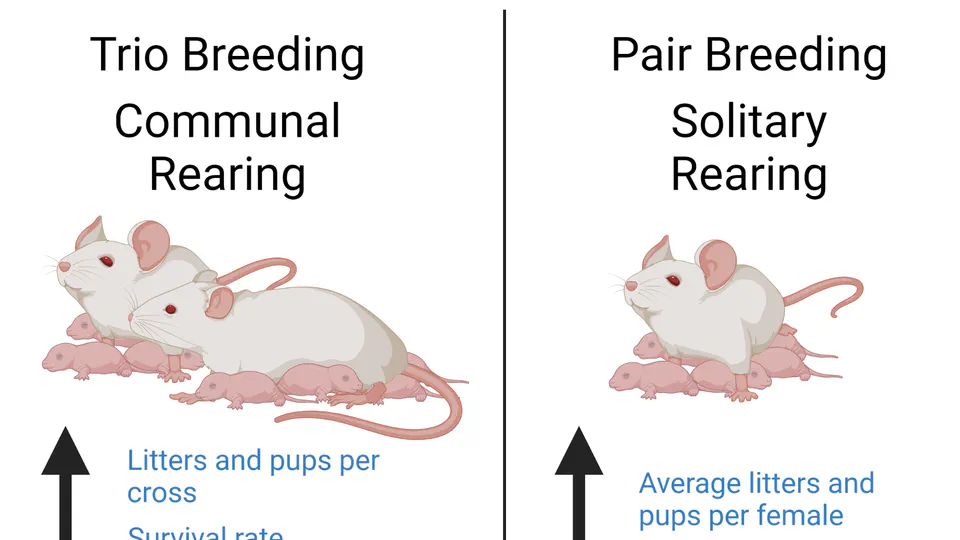 Trio Breeding
Communal
Rearing
Litters and pups per
cross
Survival rate
Pair Breeding
Solitary
Rearing
Average litters and
pups per female